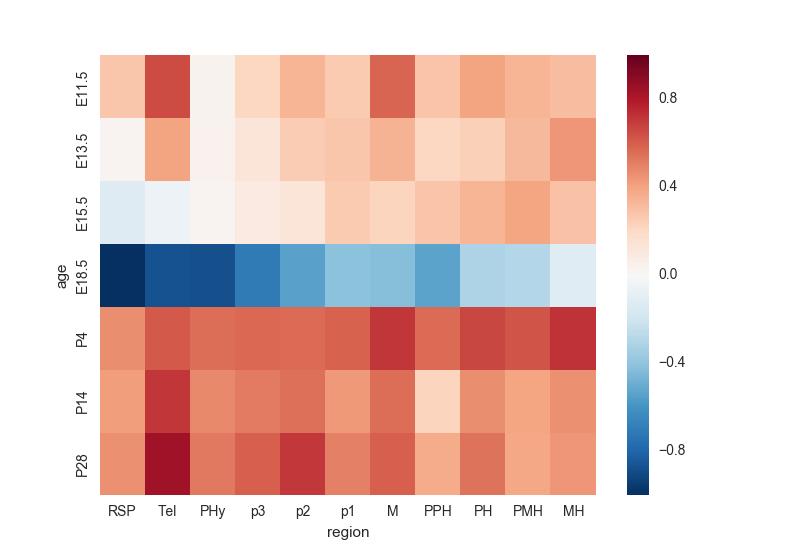 age
E11.5
E13.5
E15.5
E18.5
P4
P14
P28
RSP Tel PHy p3 p2 p1 M PPH PH PMH MH
region
0.8
0.4
0.0
−0.4
−0.8